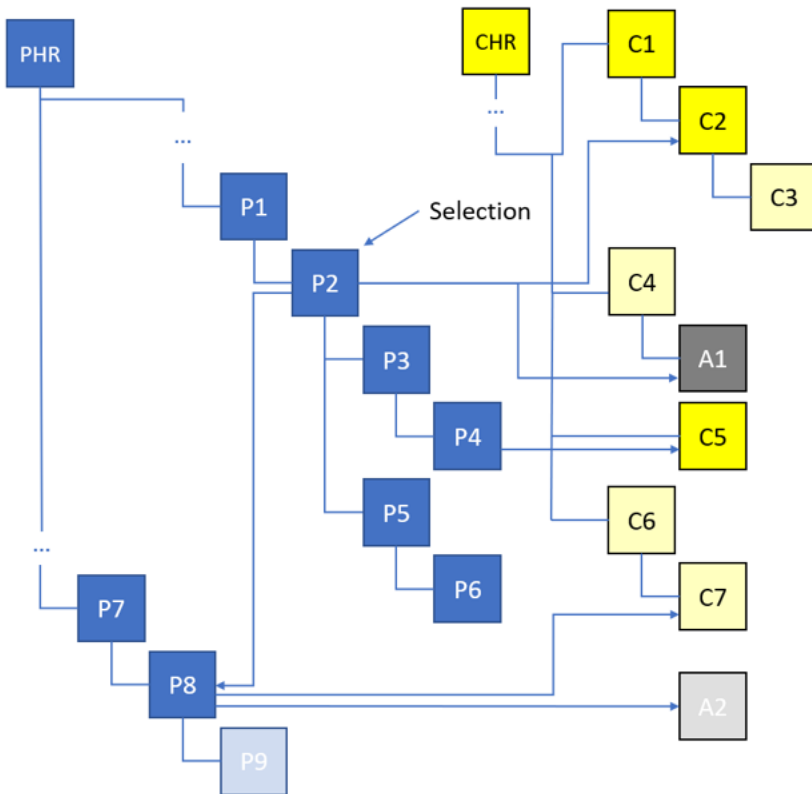 PHR
CHR
C1
...
...
C2
C3
P1
Selection
P2
C4
P3
A1
P4
C5
P5
C6
...
P6
P7
C7
P8
A2
P9